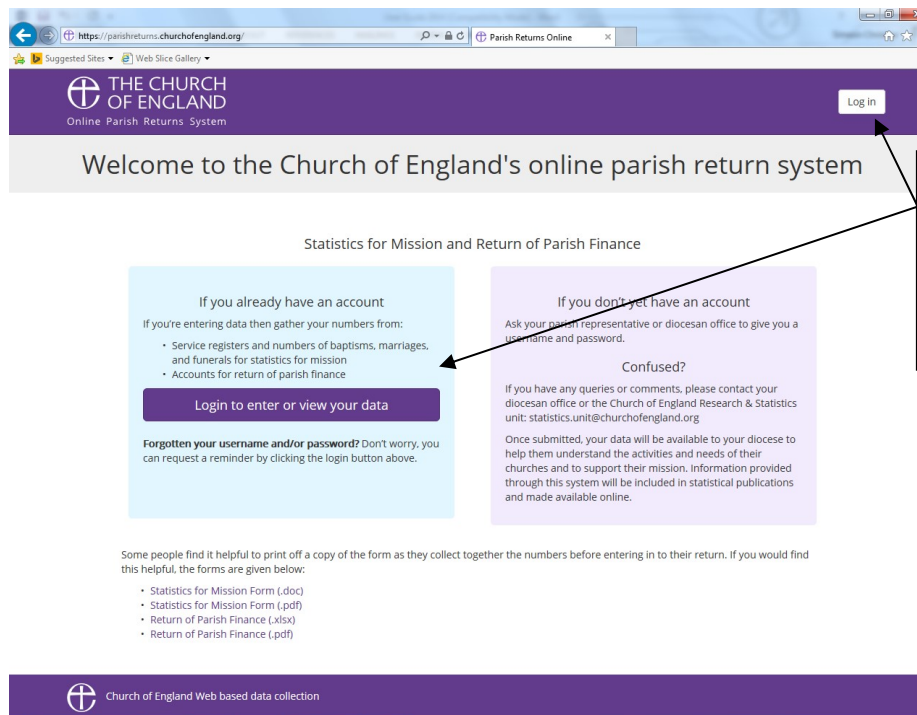 https://parishreturns.churchofengland.org/
Parish Returns Online
Suggested Sites
Web Slice Gallery
THE CHURCH
OF ENGLAND
Online Parish Returns System
Log in
Welcome to the Church of England's online parish return system
Statistics for Mission and Return of Parish Finance
If you already have an account
If you're entering data then gather your numbers from:
• Service registers and numbers of baptisms, marriages,
and funerals for statistics for mission
• Accounts for return of parish finance
Login to enter or view your data
Forgotten your username and/or password? Don't worry, you
can request a reminder by clicking the login button above.
If you don't yet have an account
Ask your parish representative or diocesan office to give you a
username and password.
Confused?
If you have any queries or comments, please contact your
diocesan office or the Church of England Research & Statistics
unit: statistics.unit@churchofengland.org
Once submitted, your data will be available to your diocese to
help them understand the activities and needs of their
churches and to support their mission. Information provided
through this system will be included in statistical publications
and made available online.
Some people find it helpful to print off a copy of the form as they collect together the numbers before entering in to their return. If you would find
this helpful, the forms are given below:
• Statistics for Mission Form (.doc)
• Statistics for Mission Form (.pdf)
• Return of Parish Finance (.xlsx)
• Return of Parish Finance (.pdf)
Church of England Web based data collection